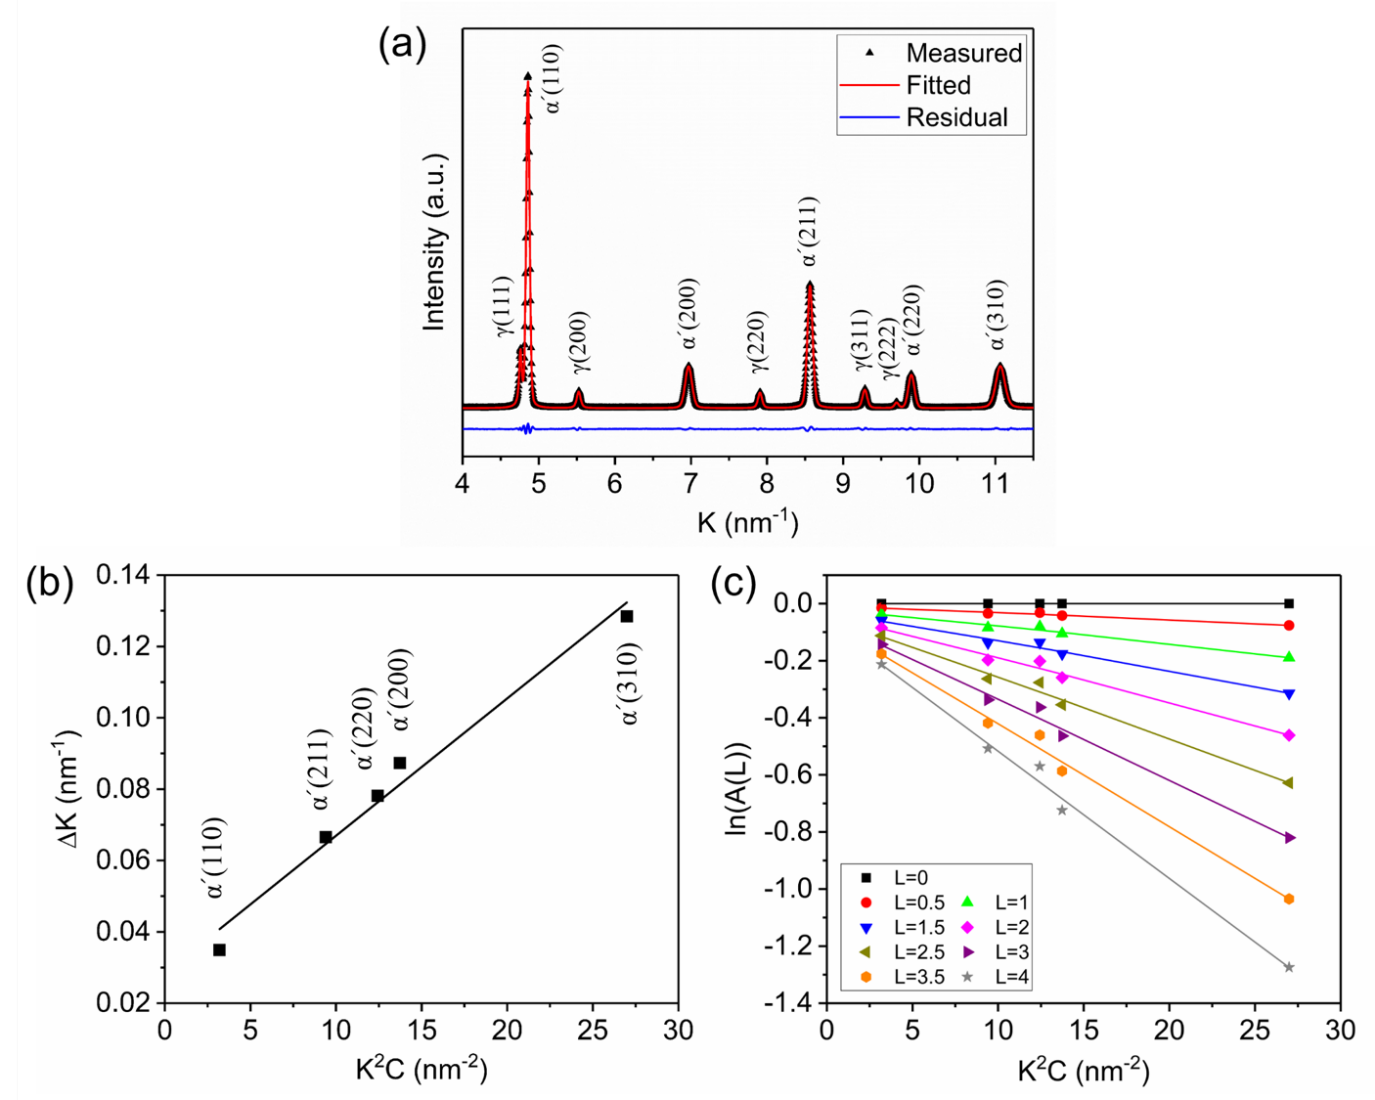 (a)
Measured
Fitted
Residual
Intensity (a.u.)
γ(111)
α´(110)
γ(200)
α´(200)
γ(220)
α´(211)
γ(311)
γ(222)
α´(220)
α´(310)
4 5 6 7 8 9 10 11
K (nm-1)
(b)
0.14
0.12
0.10
0.08
0.06
0.04
0.02
ΔK (nm-1)
α´(110)
α´(211)
α´(220)
α´(200)
α´(310)
0 5 10 15 20 25 30
K2C (nm-2)
(c)
0.0
-0.2
-0.4
-0.6
-0.8
-1.0
-1.2
-1.4
ln(A(L))
L=0
L=0.5 L=1
L=1.5 L=2
L=2.5 L=3
L=3.5 L=4
0 5 10 15 20 25 30
K2C (nm-2)